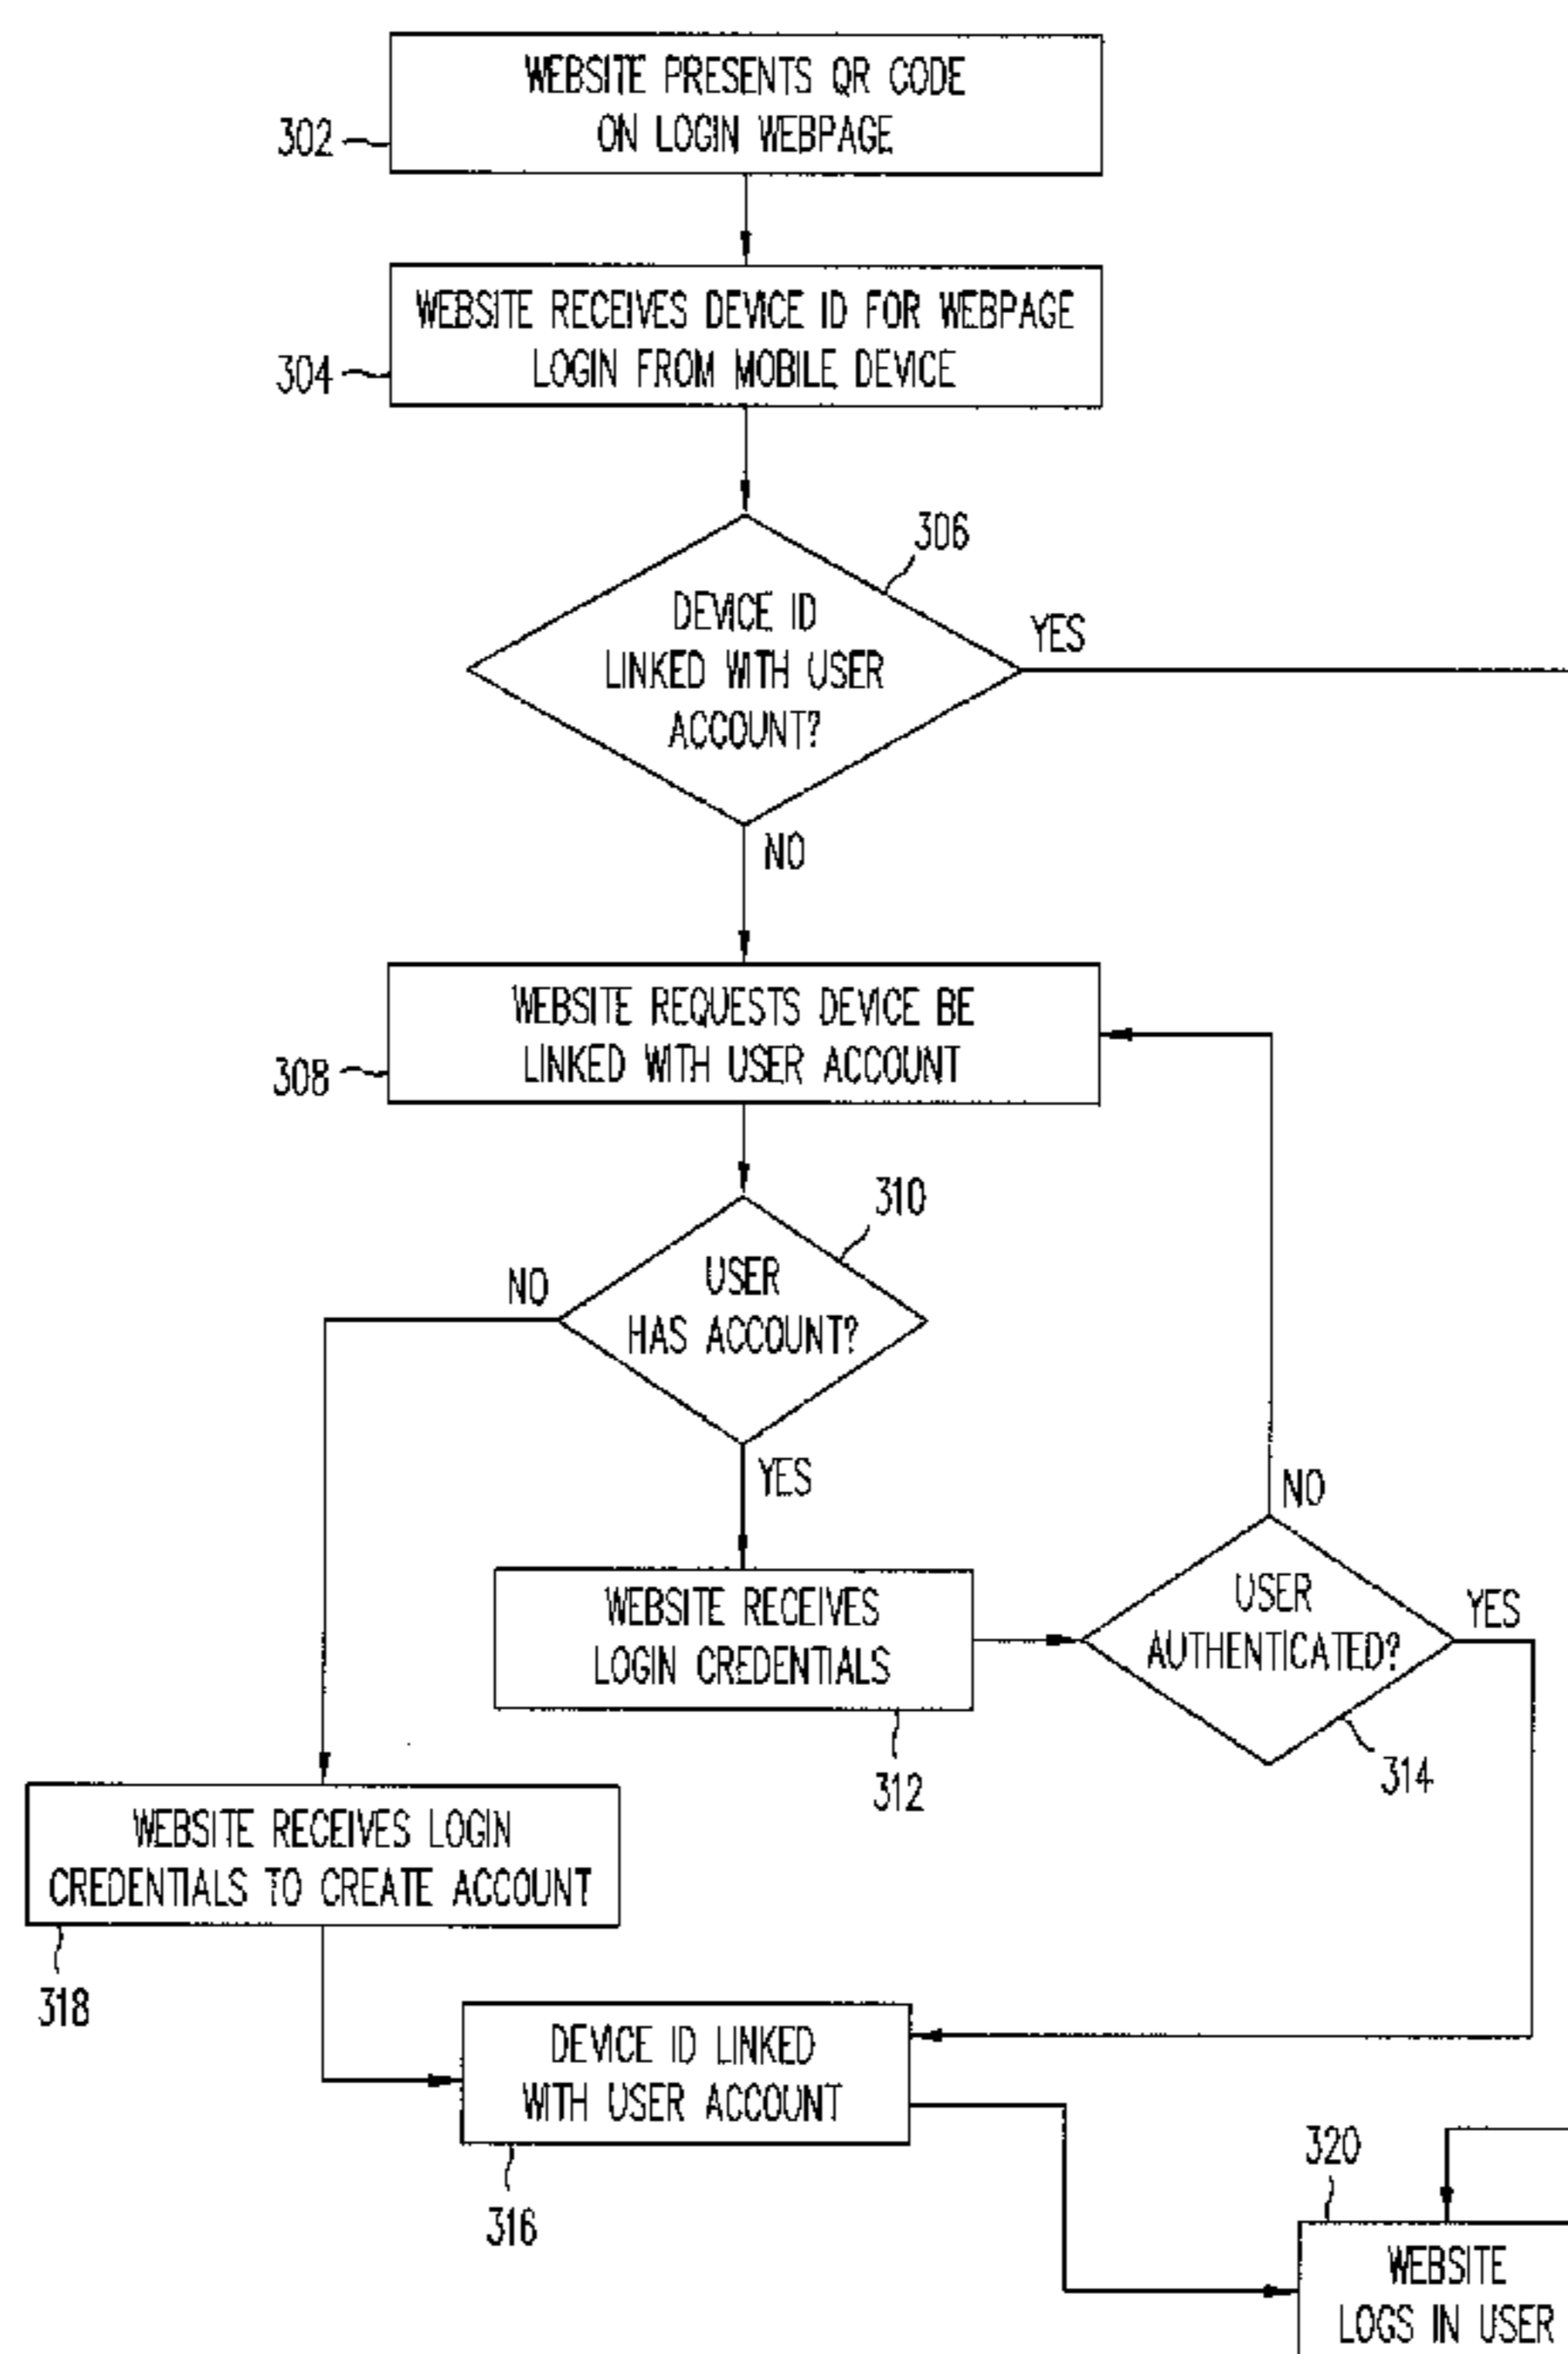 WEBSITE PRESENTS QR CODE
ON LOGIN WEBPAGE
302
WEBSITE RECEIVES DEVICE ID FOR WEBPAGE
LOGIN FROM MOBILE DEVICE
304
306
DEVICE ID
LINKED WITH USER
ACCOUNT?
YES
NO
WEBSITE REQUESTS DEVICE BE
LINKED WITH USER ACCOUNT
308
310
NO
USER
HAS ACCOUNT?
YES
NO
WEBSITE RECEIVES
LOGIN CREDENTIALS
USER
AUTHENTICATED?
YES
312
314
WEBSITE RECEIVES LOGIN
CREDENTIALS TO CREATE ACCOUNT
318
DEVICE ID LINKED
WITH USER ACCOUNT
316
320
WEBSITE
LOGS IN USER